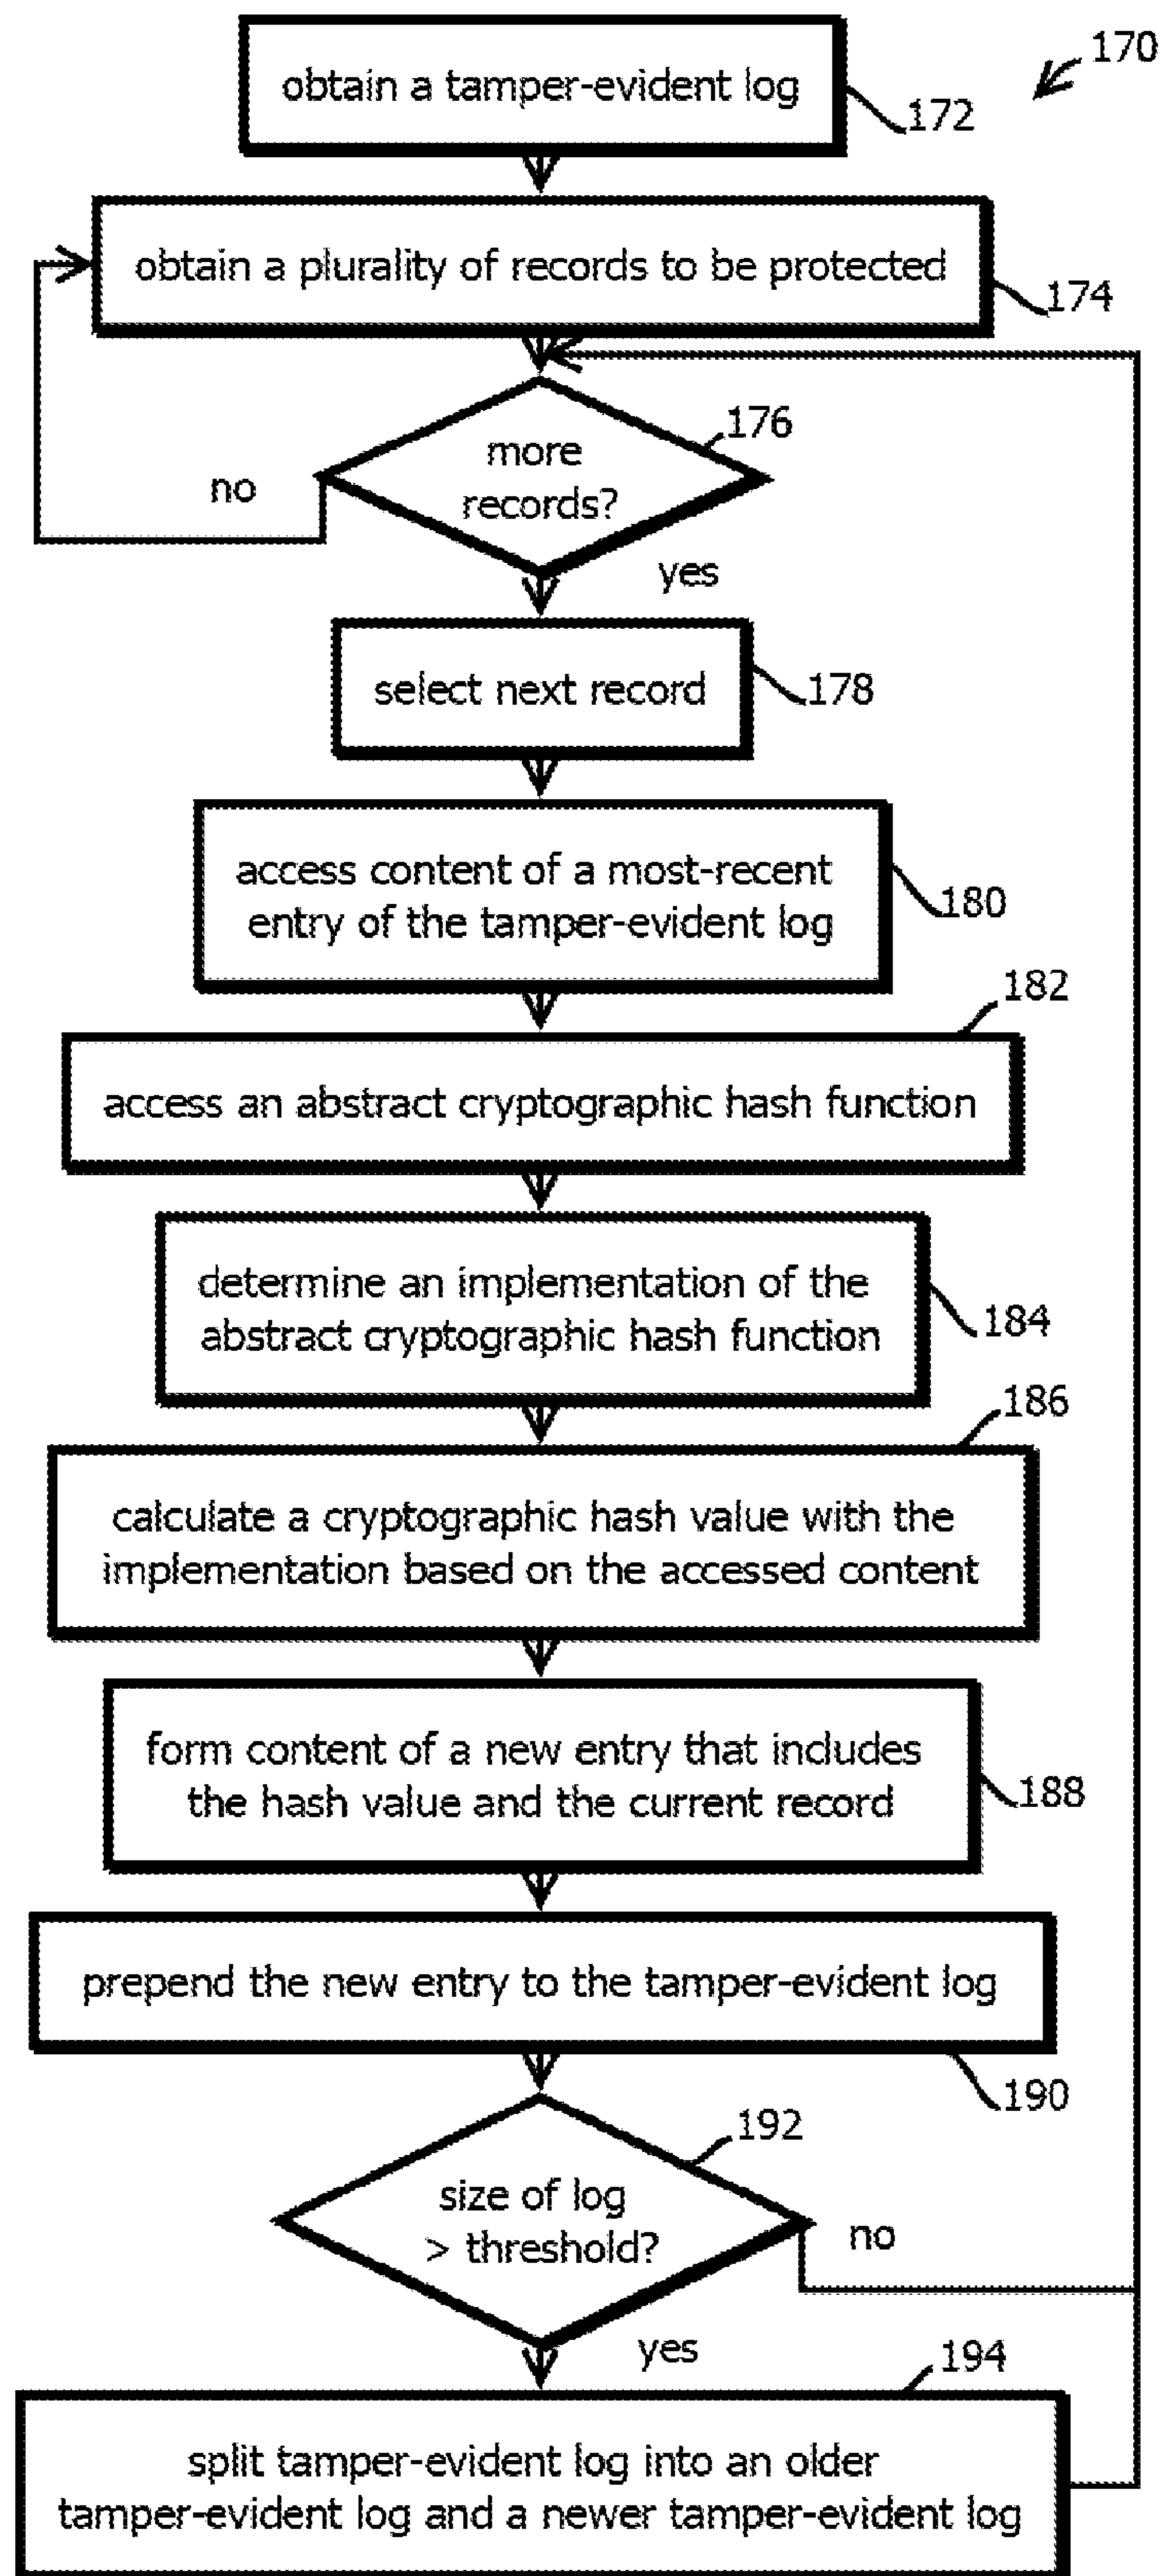 170
obtain a tamper-evident log
172
obtain a plurality of records to be protected
174
176
more
records?
no
yes
select next record
178
access content of a most-recent
entry of the tamper-evident log
180
182
access an abstract cryptographic hash function
determine an implementation of the
abstract cryptographic hash function
184
186
calculate a cryptographic hash value with the
implementation based on the accessed content
form content of a new entry that includes
the hash value and the current record
188
prepend the new entry to the tamper-evident log
190
192
size of log
> threshold?
no
yes
194
split tamper-evident log into an older
tamper-evident log and a newer tamper-evident log